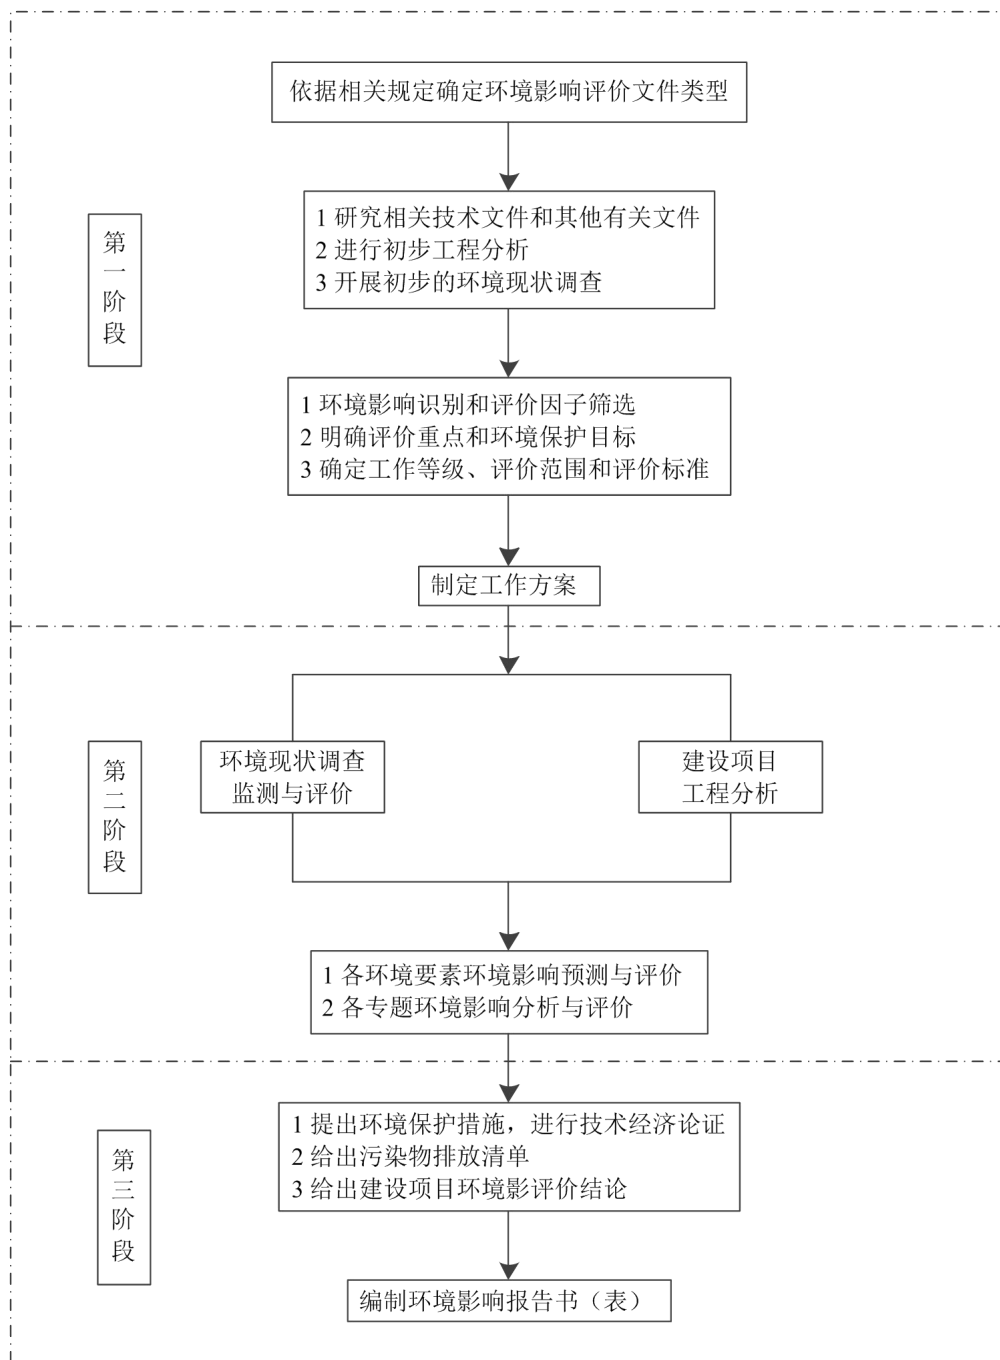 依据相关规定确定环境影响评价文件类型
第一阶段
1 研究相关技术文件和其他有关文件
2 进行初步工程分析
3 开展初步的环境现状调查
1 环境影响识别和评价因子筛选
2 明确评价重点和环境保护目标
3 确定工作等级、评价范围和评价标准
制定工作方案
第二阶段
环境现状调查
监测与评价
建设项目
工程分析
1 各环境要素环境影响预测与评价
2 各专题环境影响分析与评价
第三阶段
1 提出环境保护措施，进行技术经济论证
2 给出污染物排放清单
3 给出建设项目环境影评价结论
编制环境影响报告书（表）